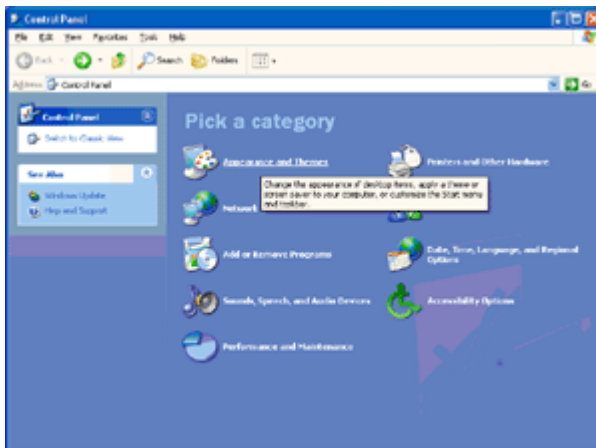 Control Panel
File Edit View Favorites Tools Help
Back Search Folders
Address Control Panel Go
Control Panel
Switch to Classic View
See Also
Windows Update
Help and Support
Pick a category
Appearance and Themes
Printers and Other Hardware
Change the appearance of desktop items, apply a theme or
screen saver to your computer, or customize the Start menu
and taskbar.
Network
Add or Remove Programs
Date, Time, Language, and Regional
Options
Sounds, Speech, and Audio Devices
Accessibility Options
Performance and Maintenance